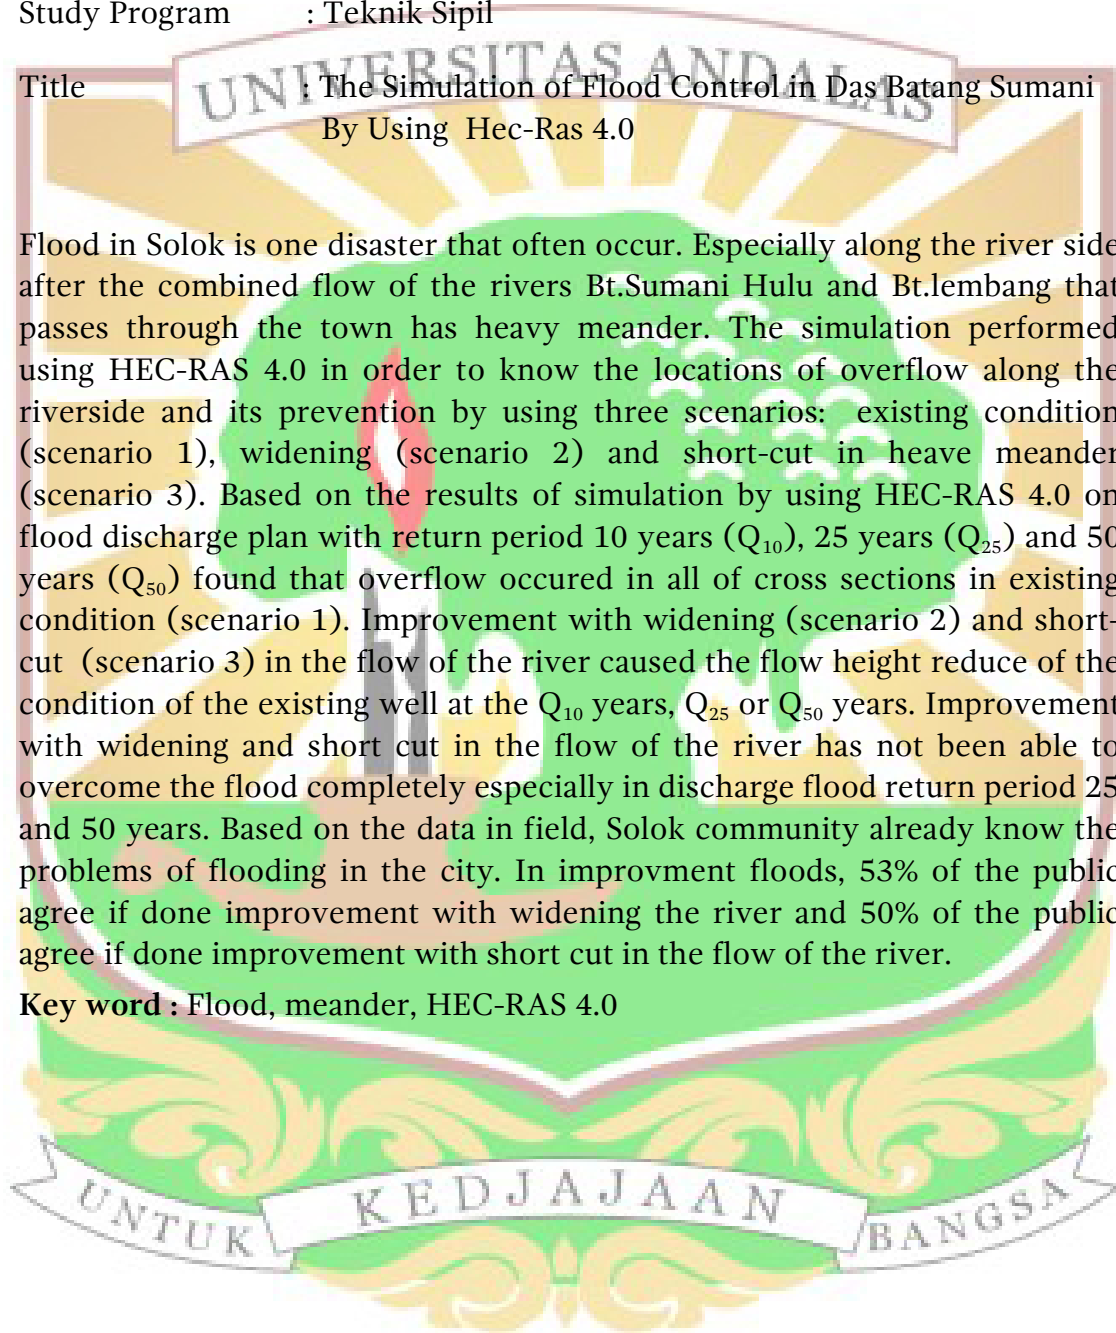 Study Program : Teknik Sipil
UNIVERSITAS ANDALAS
Title : The Simulation of Flood Control in Das Batang Sumani
By Using Hec-Ras 4.0
Flood in Solok is one disaster that often occur. Especially along the river side
after the combined flow of the rivers Bt.Sumani Hulu and Bt.lembang that
passes through the town has heavy meander. The simulation performed
using HEC-RAS 4.0 in order to know the locations of overflow along the
riverside and its prevention by using three scenarios: existing condition
(scenario 1), widening (scenario 2) and short-cut in heave meander
(scenario 3). Based on the results of simulation by using HEC-RAS 4.0 on
flood discharge plan with return period 10 years (Q₁₀), 25 years (Q₂₅) and 50
years (Q₅₀) found that overflow occured in all of cross sections in existing
condition (scenario 1). Improvement with widening (scenario 2) and short-
cut (scenario 3) in the flow of the river caused the flow height reduce of the
condition of the existing well at the Q₁₀ years, Q₂₅ or Q₅₀ years. Improvement
with widening and short cut in the flow of the river has not been able to
overcome the flood completely especially in discharge flood return period 25
and 50 years. Based on the data in field, Solok community already know the
problems of flooding in the city. In improvment floods, 53% of the public
agree if done improvement with widening the river and 50% of the public
agree if done improvement with short cut in the flow of the river.
Key word : Flood, meander, HEC-RAS 4.0
UNTUK KEDJAJAAN BANGSA